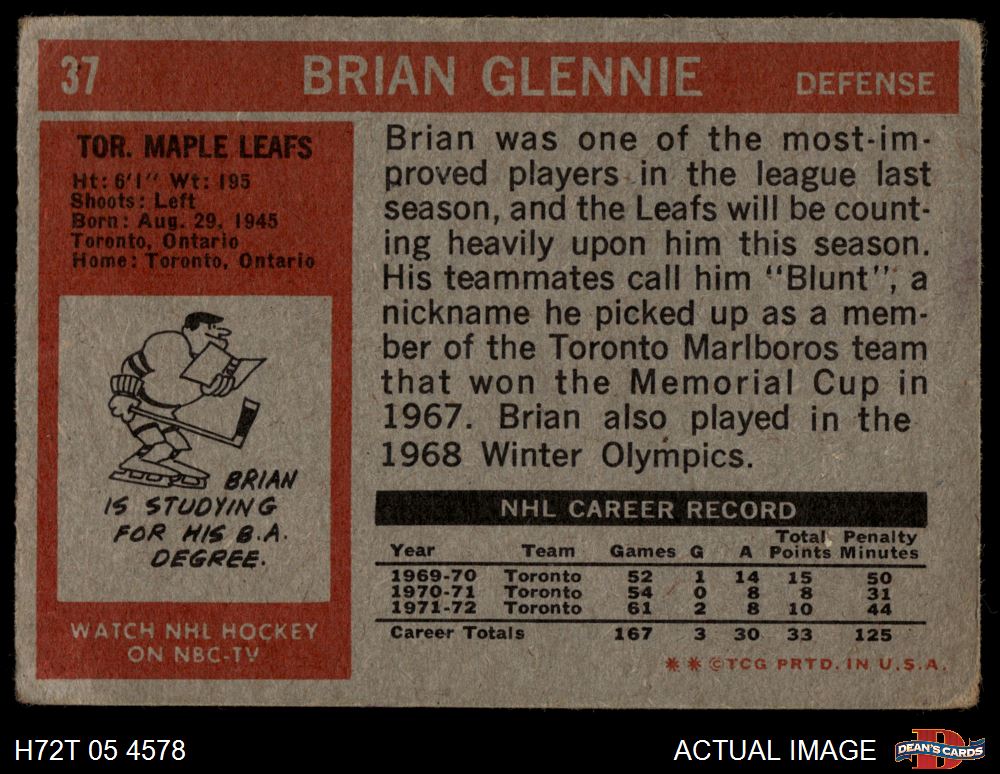 37
BRIAN GLENNIE
DEFENSE
TOR. MAPLE LEAFS
Ht: 6'1" Wt: 195
Shoots: Left
Born: Aug. 29, 1945
Toronto, Ontario
Home: Toronto, Ontario
BRIAN
IS STUDYING
FOR HIS B.A.
DEGREE.
WATCH NHL HOCKEY
ON NBC-TV
Brian was one of the most-im-
proved players in the league last
season, and the Leafs will be count-
ing heavily upon him this season.
His teammates call him "Blunt", a
nickname he picked up as a mem-
ber of the Toronto Marlboros team
that won the Memorial Cup in
1967. Brian also played in the
1968 Winter Olympics.
NHL CAREER RECORD
Year Team Games G A Total Points Penalty Minutes
1969-70 Toronto 52 1 14 15 50
1970-71 Toronto 54 0 8 8 31
1971-72 Toronto 61 2 8 10 44
Career Totals 167 3 30 33 125
* * © TCG PRTD. IN U.S.A.
H72T 05 4578
ACTUAL IMAGE
D
DEAN'S CARDS